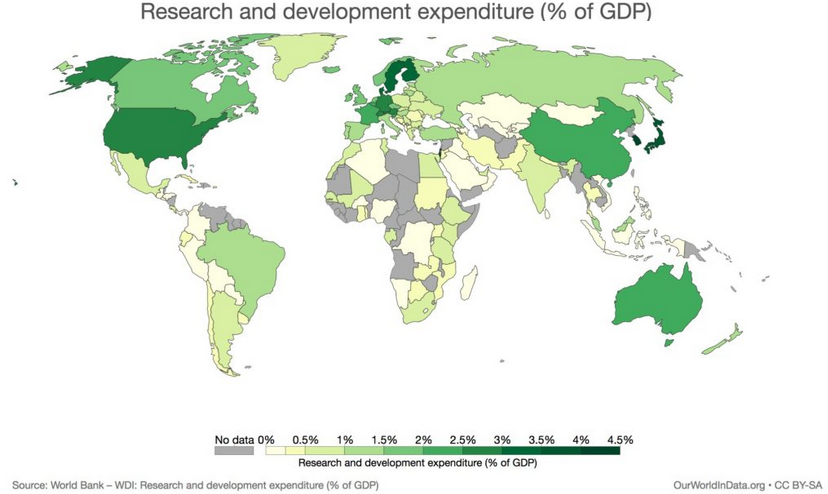 Research and development expenditure (% of GDP)
No data 0% 0.5% 1% 1.5% 2% 2.5% 3% 3.5% 4% 4.5%
Research and development expenditure (% of GDP)
Source: World Bank – WDI: Research and development expenditure (% of GDP)
OurWorldInData.org • CC BY-SA